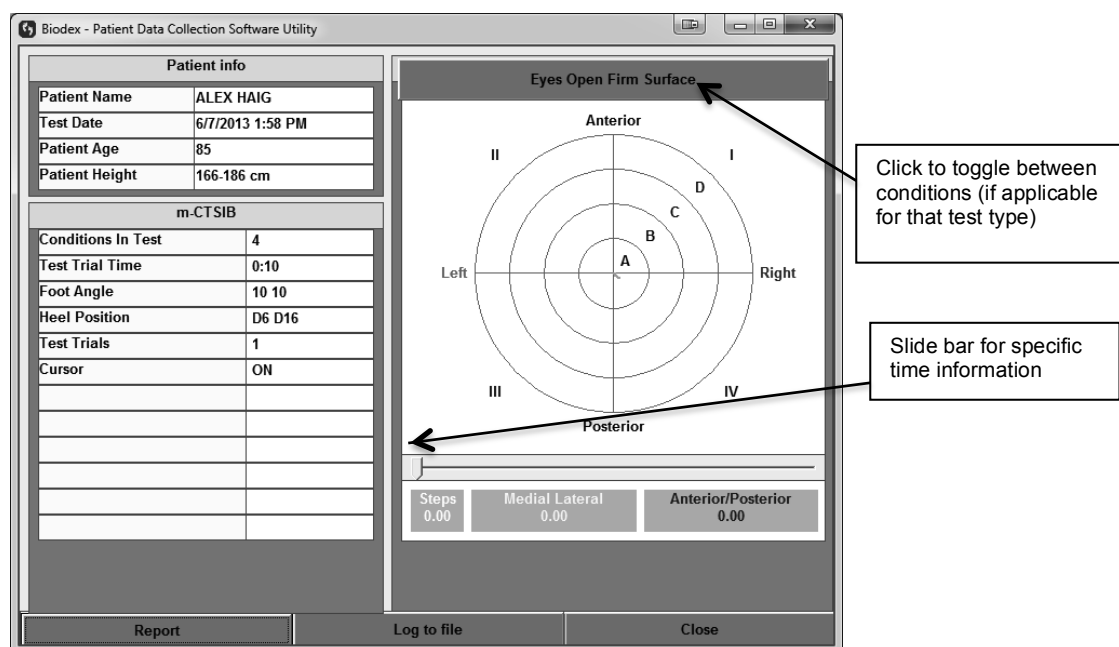 Biodex - Patient Data Collection Software Utility
Patient info
Patient Name ALEX HAIG
Test Date 6/7/2013 1:58 PM
Patient Age 85
Patient Height 166-186 cm
m-CTSIB
Conditions In Test 4
Test Trial Time 0:10
Foot Angle 10 10
Heel Position D6 D16
Test Trials 1
Cursor ON
Eyes Open Firm Surface
Anterior
II I
D
C
B
A
Left Right
III IV
Posterior
Steps Medial Lateral Anterior/Posterior
0.00 0.00 0.00
Report Log to file Close
Click to toggle between
conditions (if applicable
for that test type)
Slide bar for specific
time information